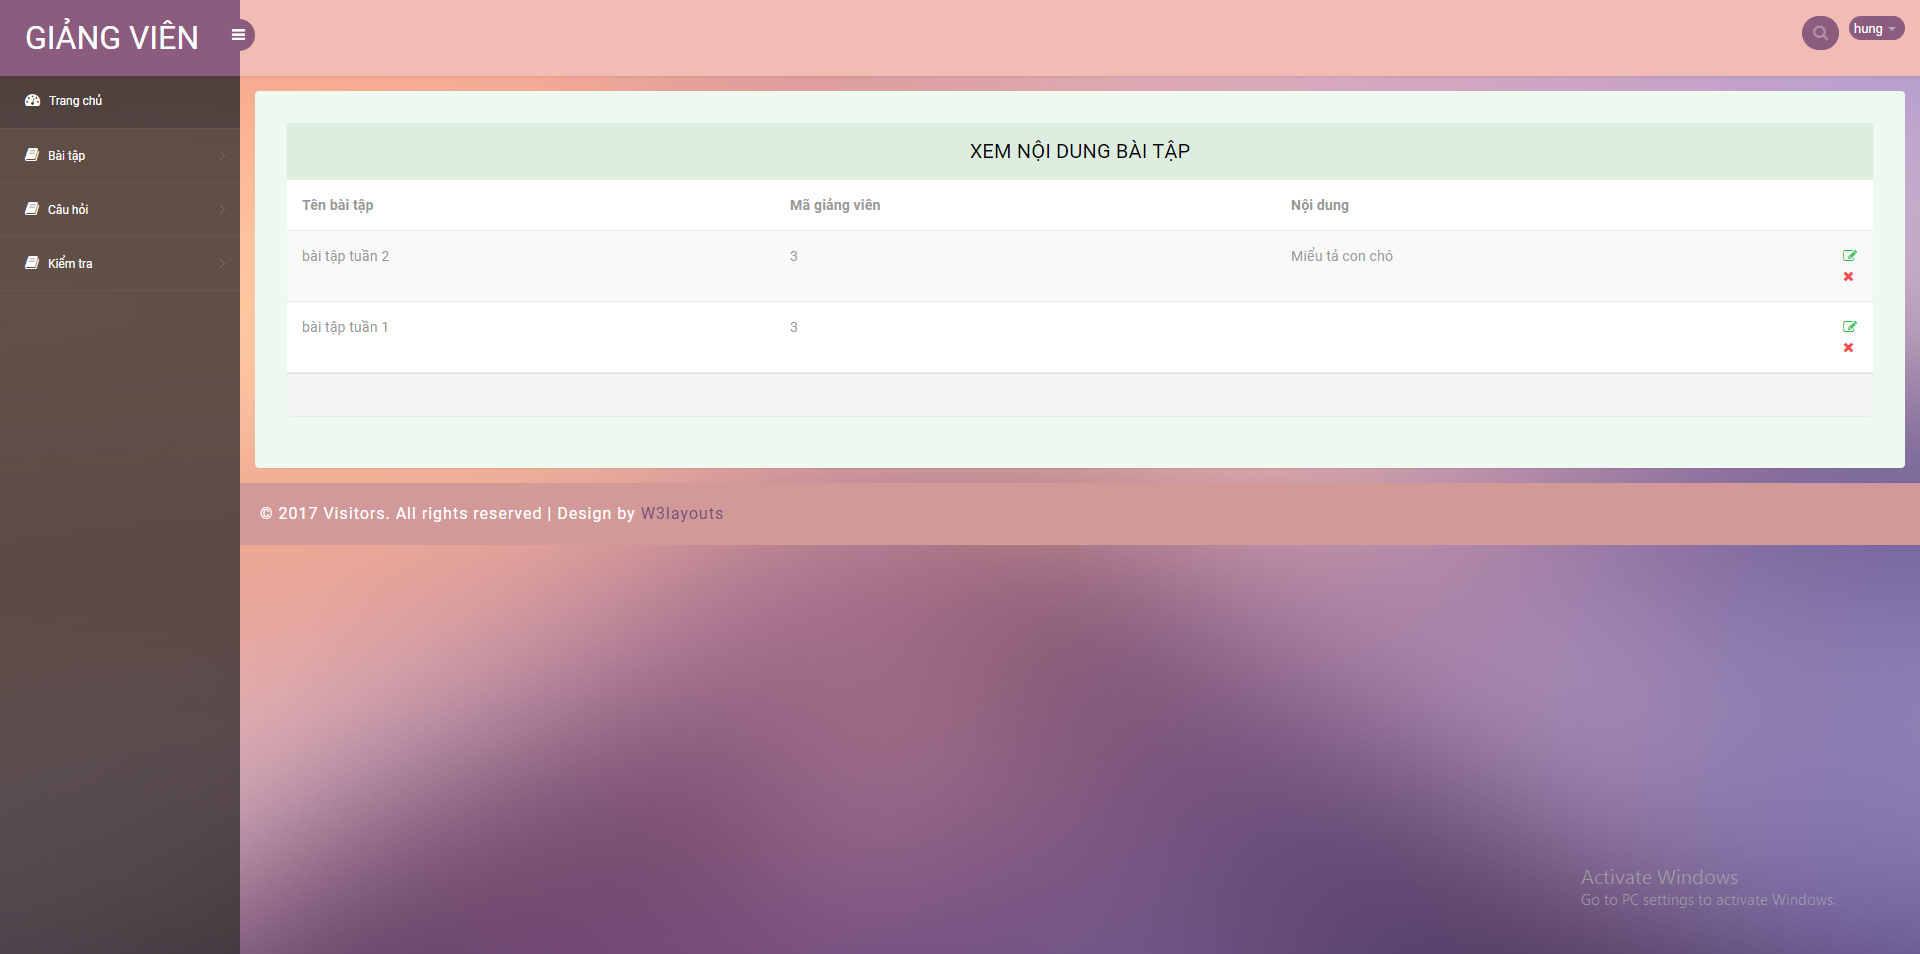 GIẢNG VIÊN
hung
Trang chủ
Bài tập
Câu hỏi
Kiểm tra
XEM NỘI DUNG BÀI TẬP
Tên bài tập Mã giảng viên Nội dung
bài tập tuần 2 3 Miểu tả con chó
bài tập tuần 1 3
© 2017 Visitors. All rights reserved | Design by W3layouts
Activate Windows
Go to PC settings to activate Windows.